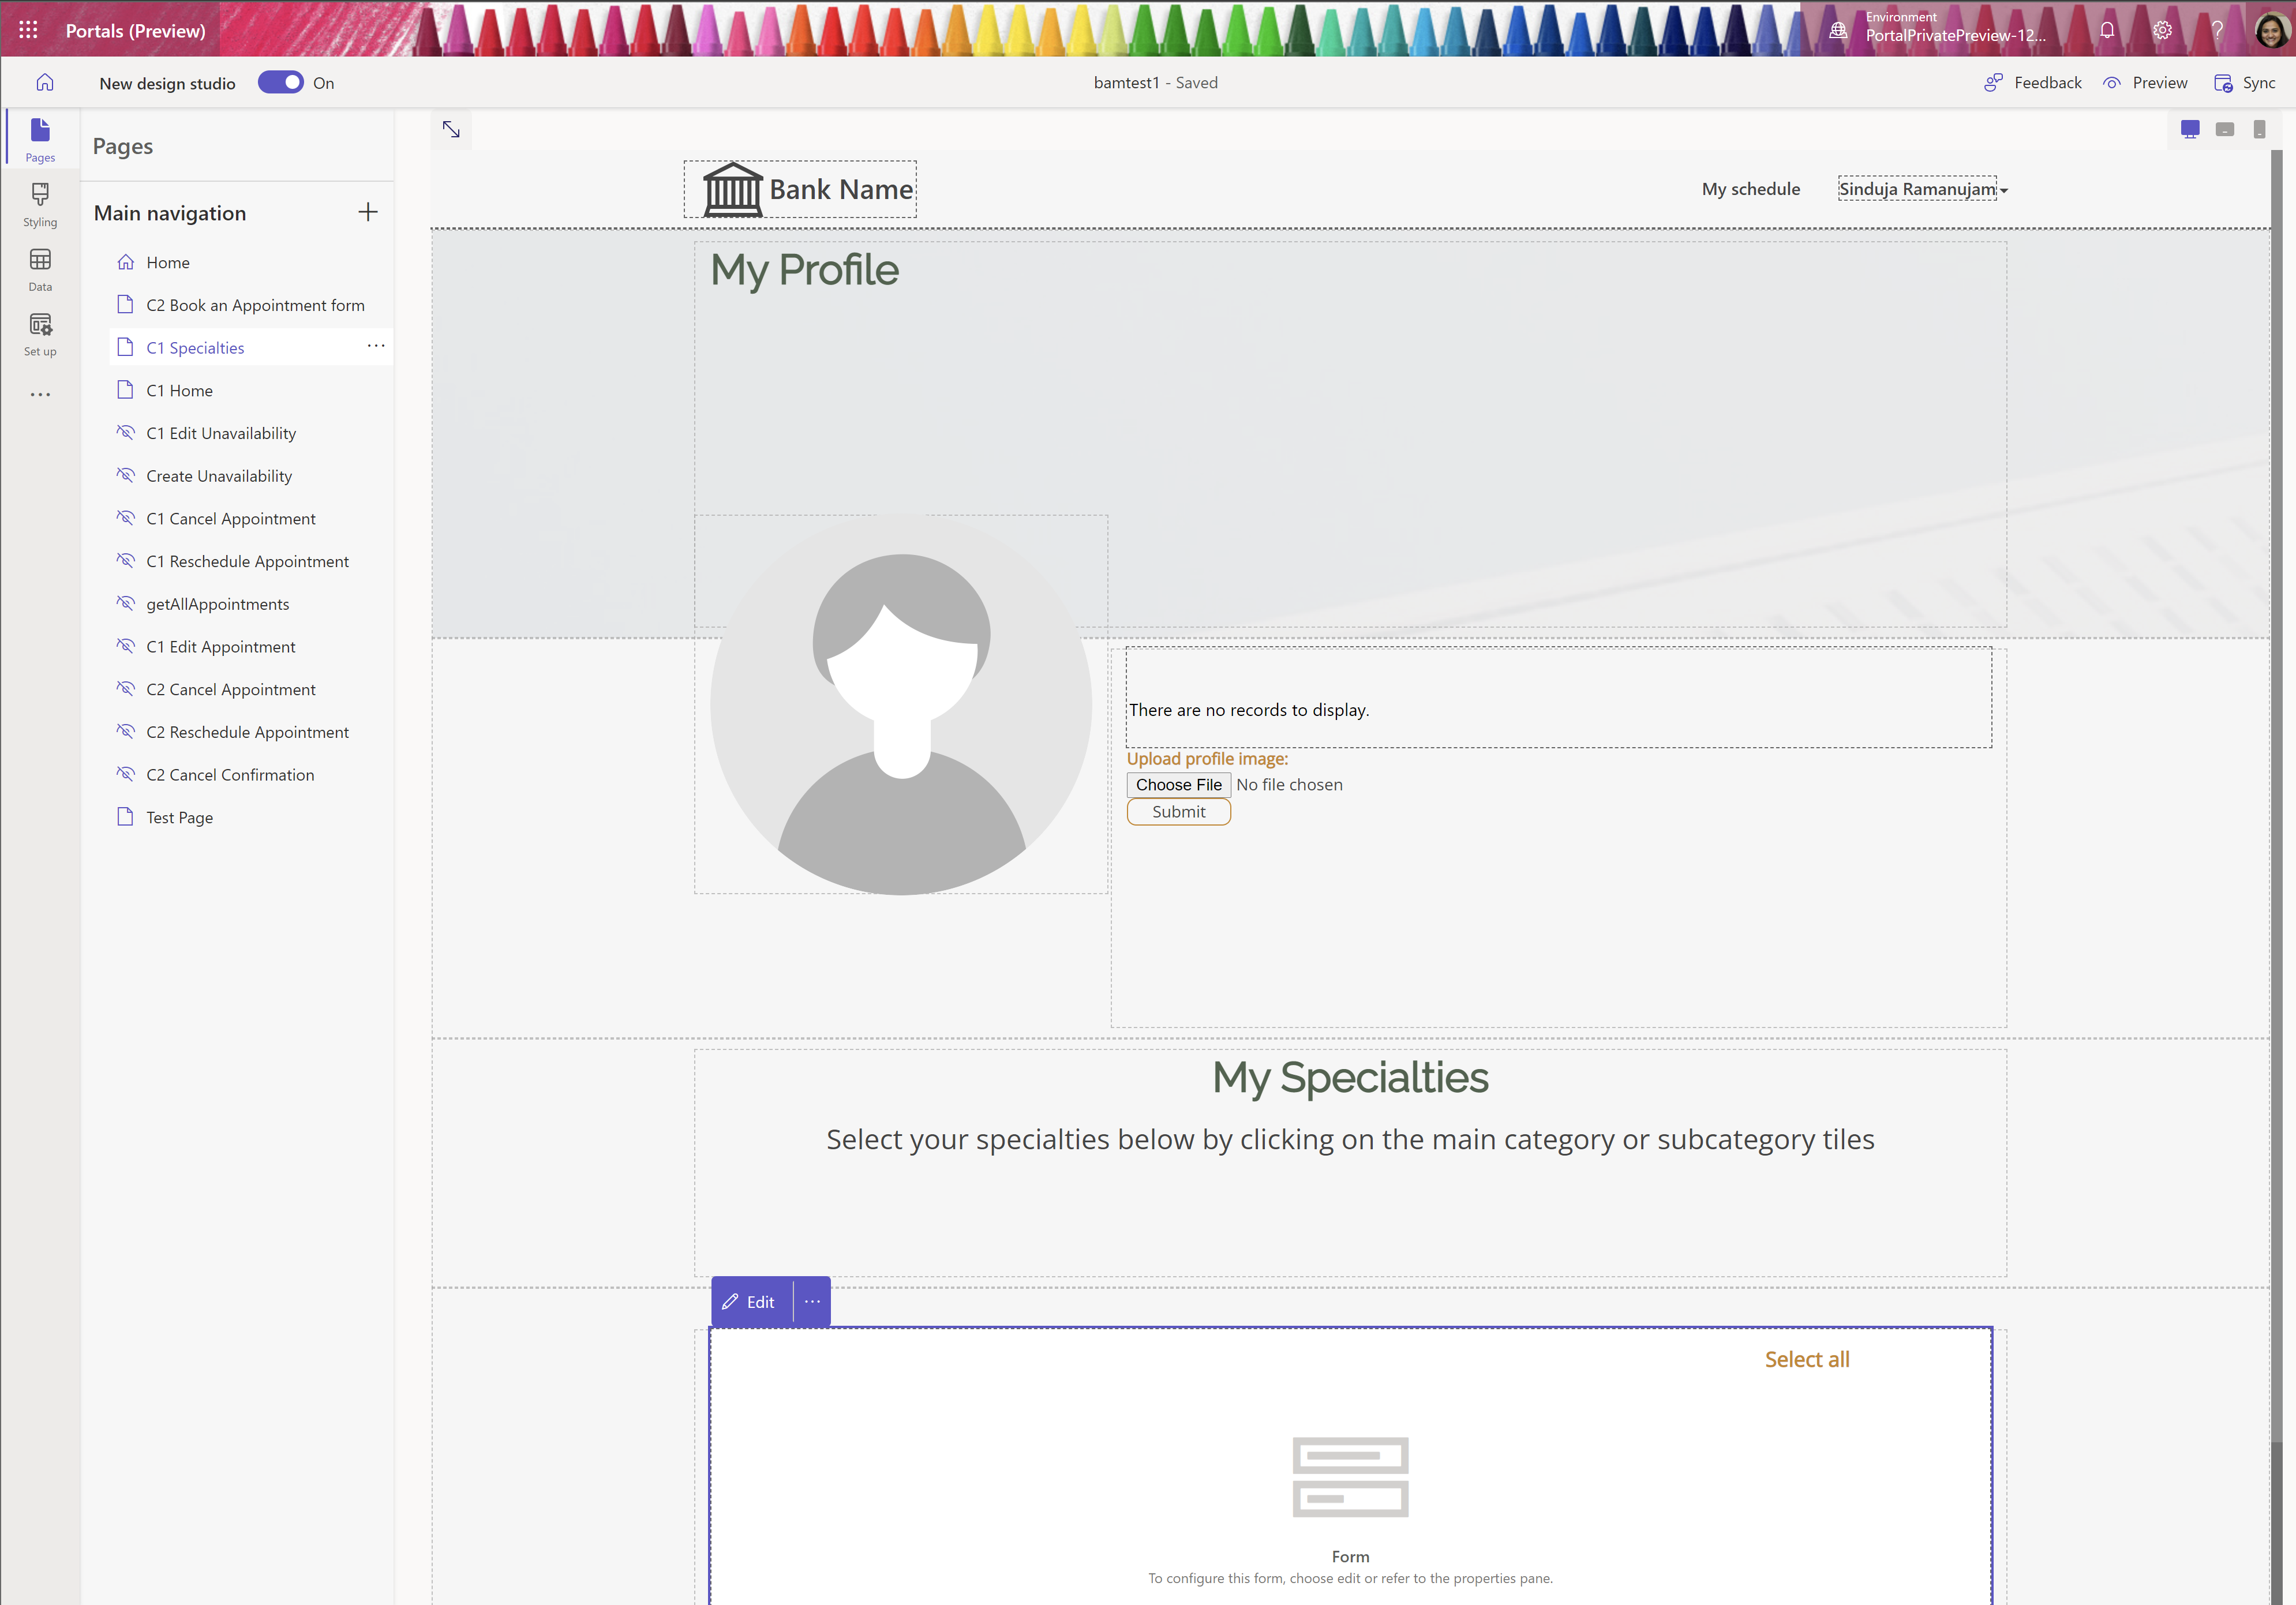 Portals (Preview)
Environment
PortalPrivatePreview-12...
New design studio
On
bamtest1 - Saved
Feedback
Preview
Sync
Pages
Styling
Data
Set up
Pages
Main navigation
Home
C2 Book an Appointment form
C1 Specialties
C1 Home
C1 Edit Unavailability
Create Unavailability
C1 Cancel Appointment
C1 Reschedule Appointment
getAllAppointments
C1 Edit Appointment
C2 Cancel Appointment
C2 Reschedule Appointment
C2 Cancel Confirmation
Test Page
Bank Name
My schedule
Sinduja Ramanujam
My Profile
There are no records to display.
Upload profile image:
Choose File No file chosen
Submit
My Specialties
Select your specialties below by clicking on the main category or subcategory tiles
Edit
Select all
Form
To configure this form, choose edit or refer to the properties pane.